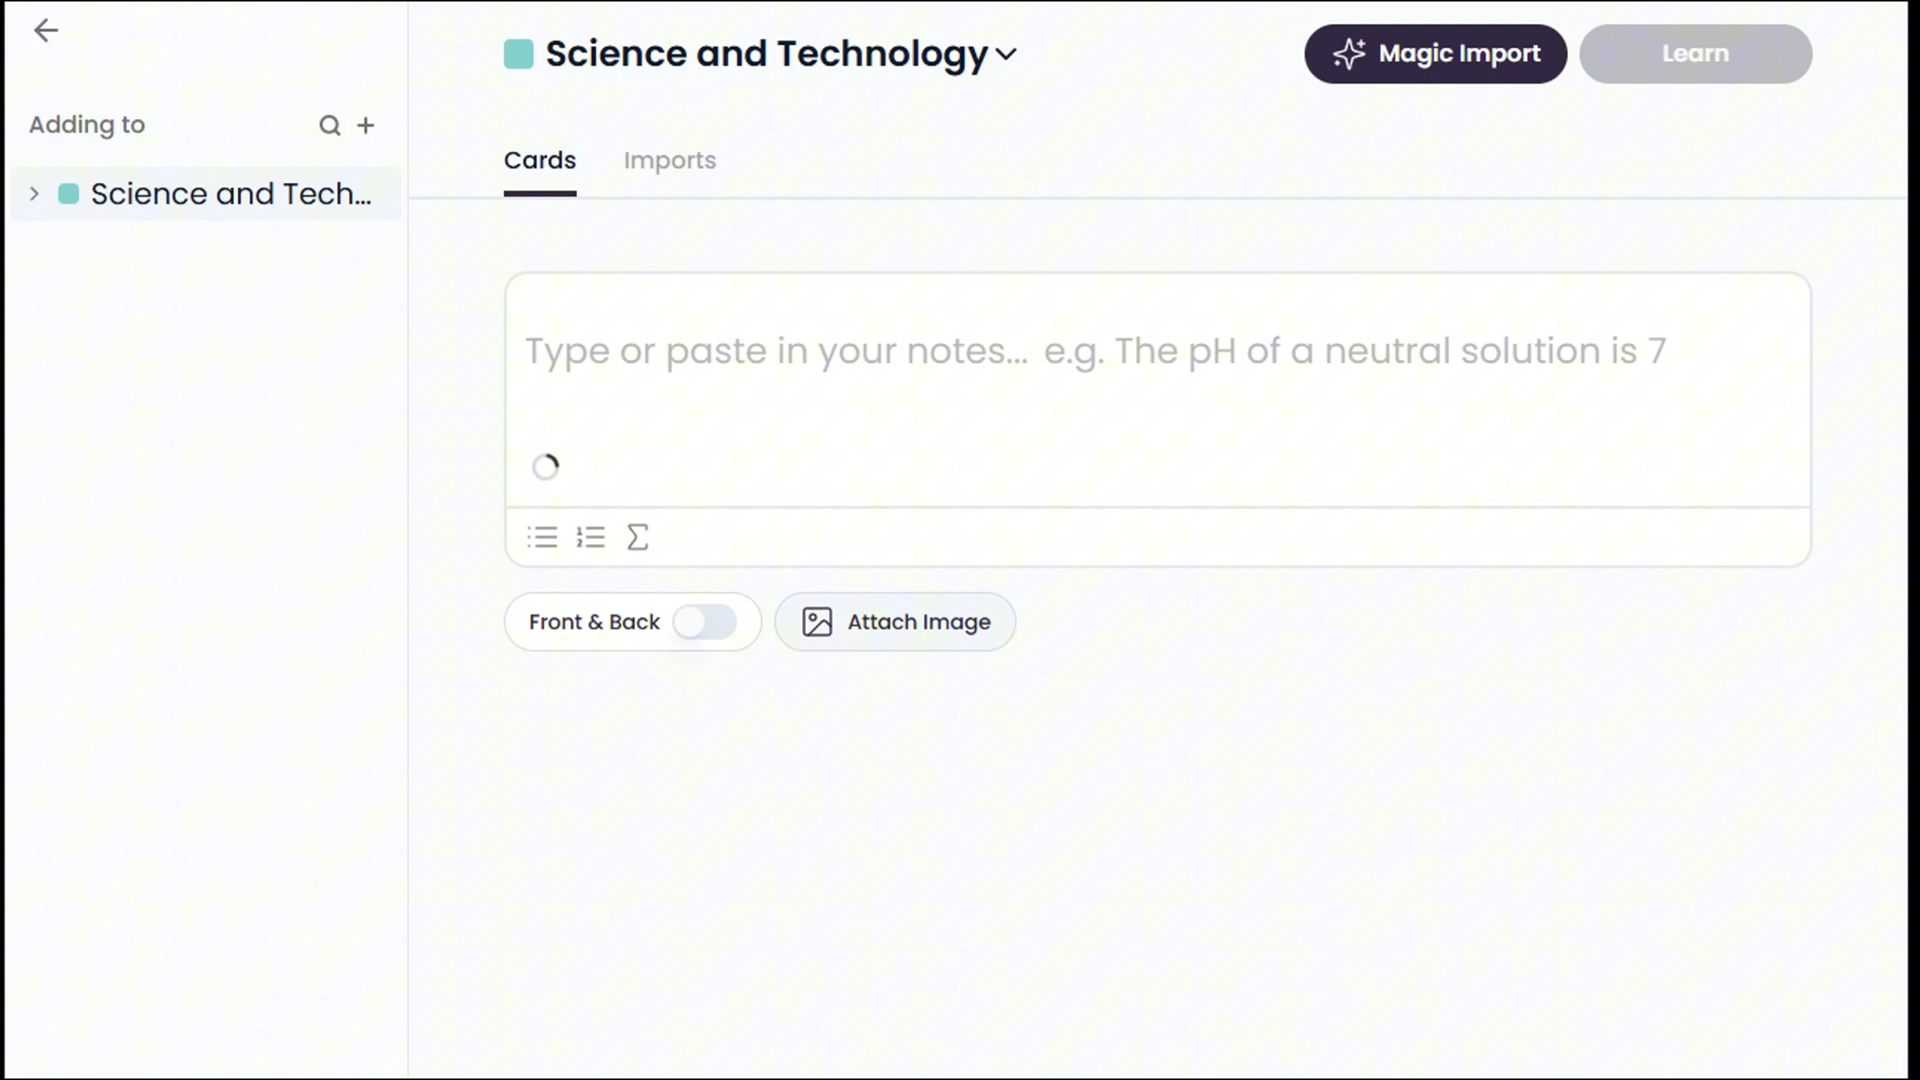 Science and Technology
Magic Import
Learn
Adding to
Science and Tech...
Cards
Imports
Type or paste in your notes... e.g. The pH of a neutral solution is 7
Front & Back
Attach Image